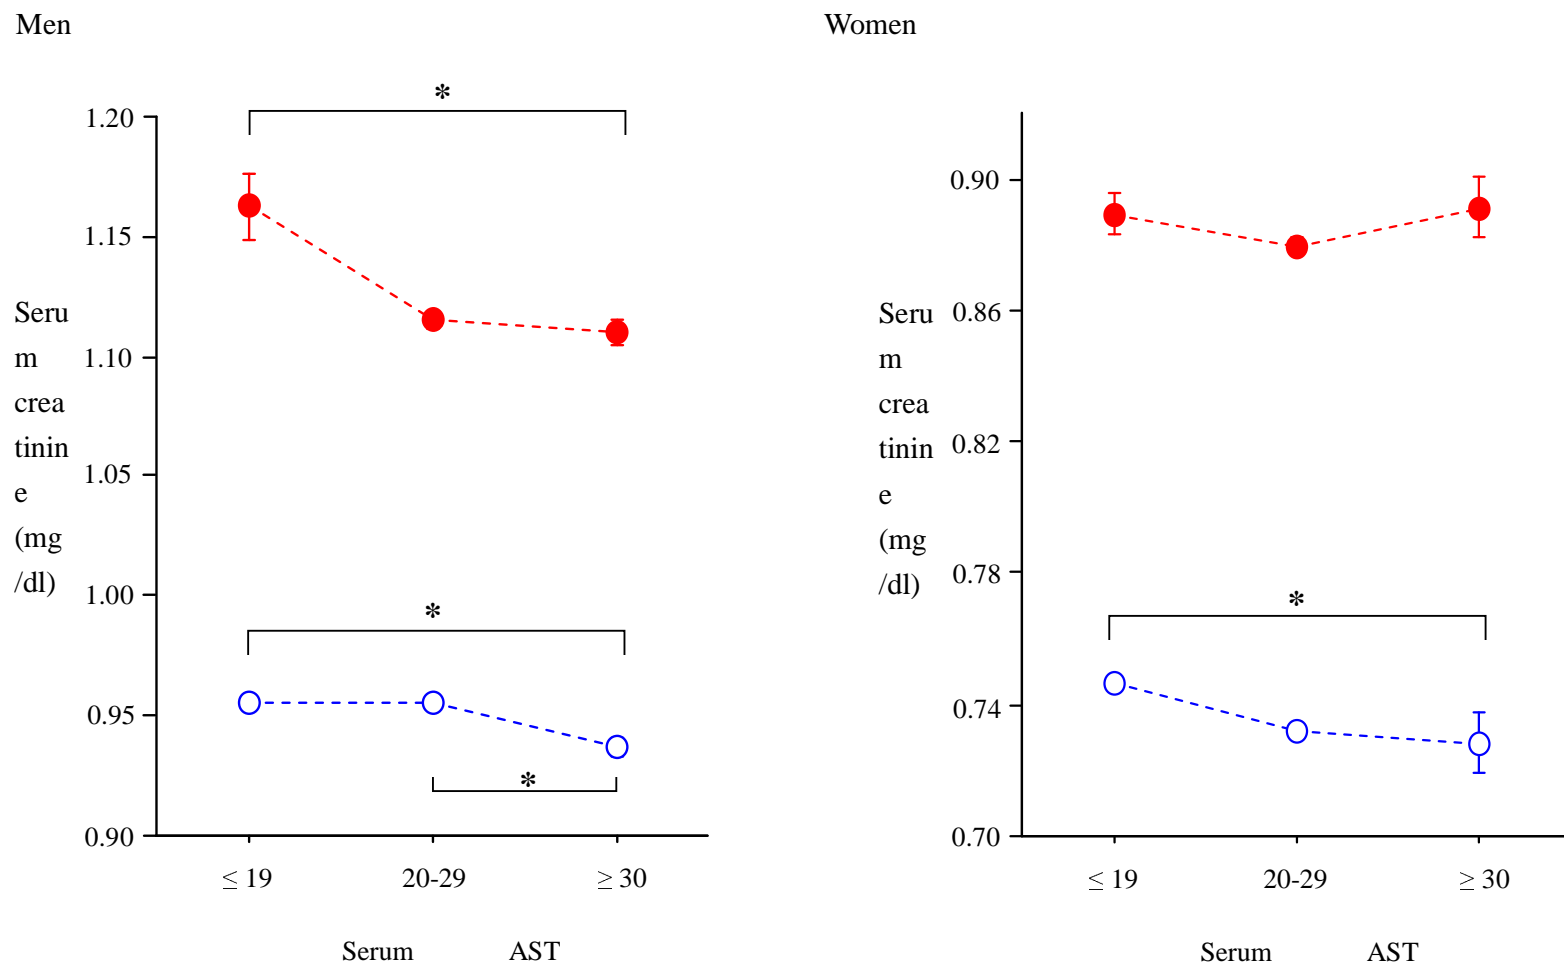 Men
*
1.20
1.15
1.10
1.05
1.00
0.95
0.90
Seru
m
crea
tinin
e
(mg
/dl)
*
*
≤ 19 20-29 ≥ 30
Serum AST
Women
0.90
0.86
0.82
0.78
0.74
0.70
Seru
m
crea
tinin
e
(mg
/dl)
*
≤ 19 20-29 ≥ 30
Serum AST